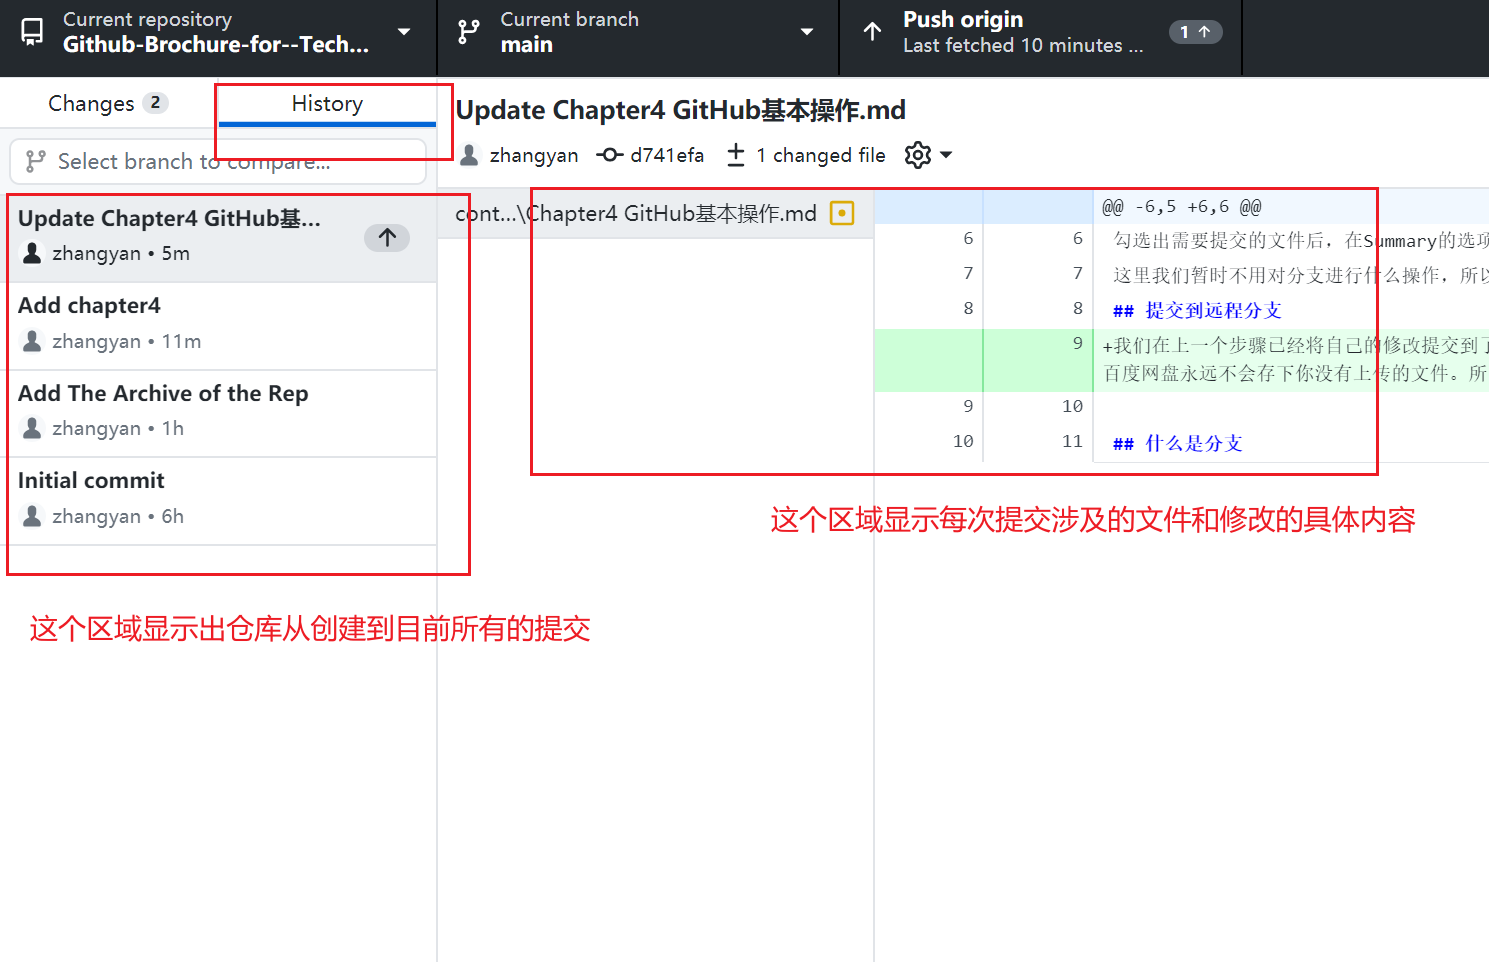 Current repository
Github-Brochure-for--Tech...
Current branch
main
Push origin
Last fetched 10 minutes ...
1
Changes 2
History
Select branch to compare...
Update Chapter4 GitHub基...
zhangyan • 5m
Add chapter4
zhangyan • 11m
Add The Archive of the Rep
zhangyan • 1h
Initial commit
zhangyan • 6h
这个区域显示出仓库从创建到目前所有的提交
Update Chapter4 GitHub基本操作.md
zhangyan d741efa 1 changed file
cont...\Chapter4 GitHub基本操作.md
@@ -6,5 +6,6 @@
6 6 勾选出需要提交的文件后，在Summary的选项
7 7 这里我们暂时不用对分支进行什么操作，所以
8 8 ## 提交到远程分支
9 +我们在上一个步骤已经将自己的修改提交到了
百度网盘永远不会存下你没有上传的文件。所
9 10
10 11 ## 什么是分支
这个区域显示每次提交涉及的文件和修改的具体内容